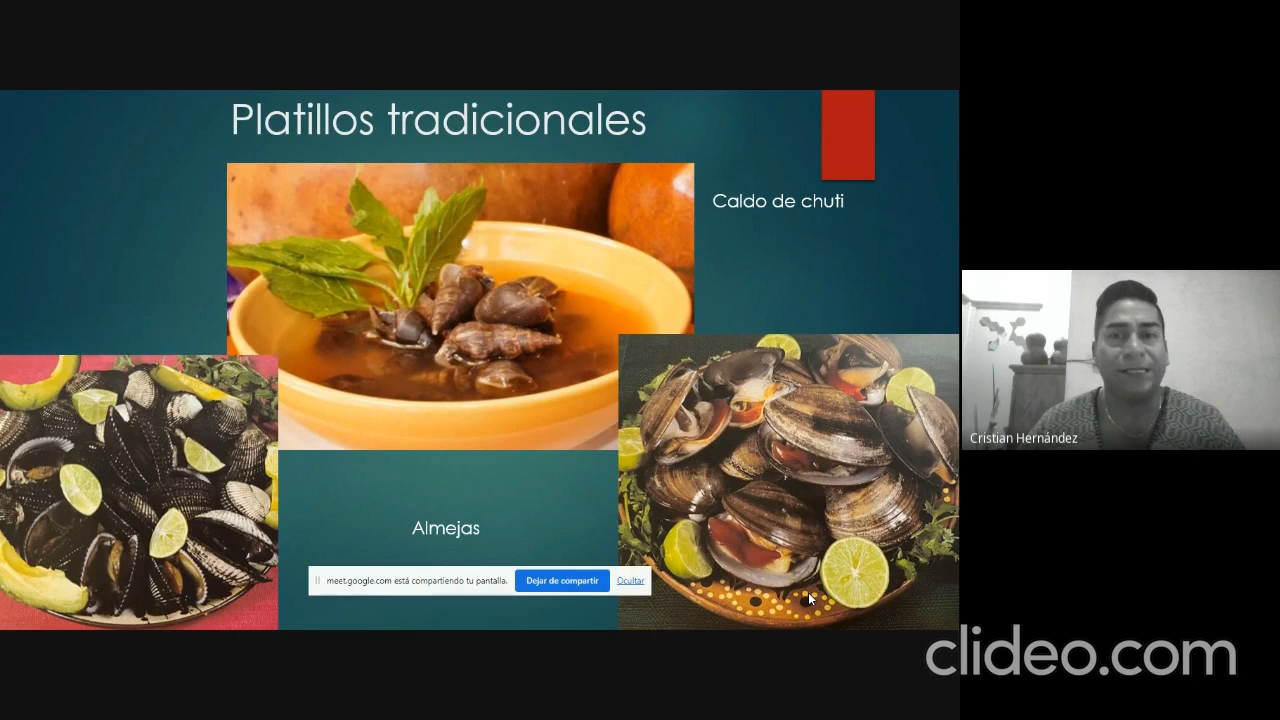 Platillos tradicionales
Caldo de chuti
Cristian Hernández
Almejas
meet.google.com está compartiendo tu pantalla.
Dejar de compartir
Ocultar
clideo.com